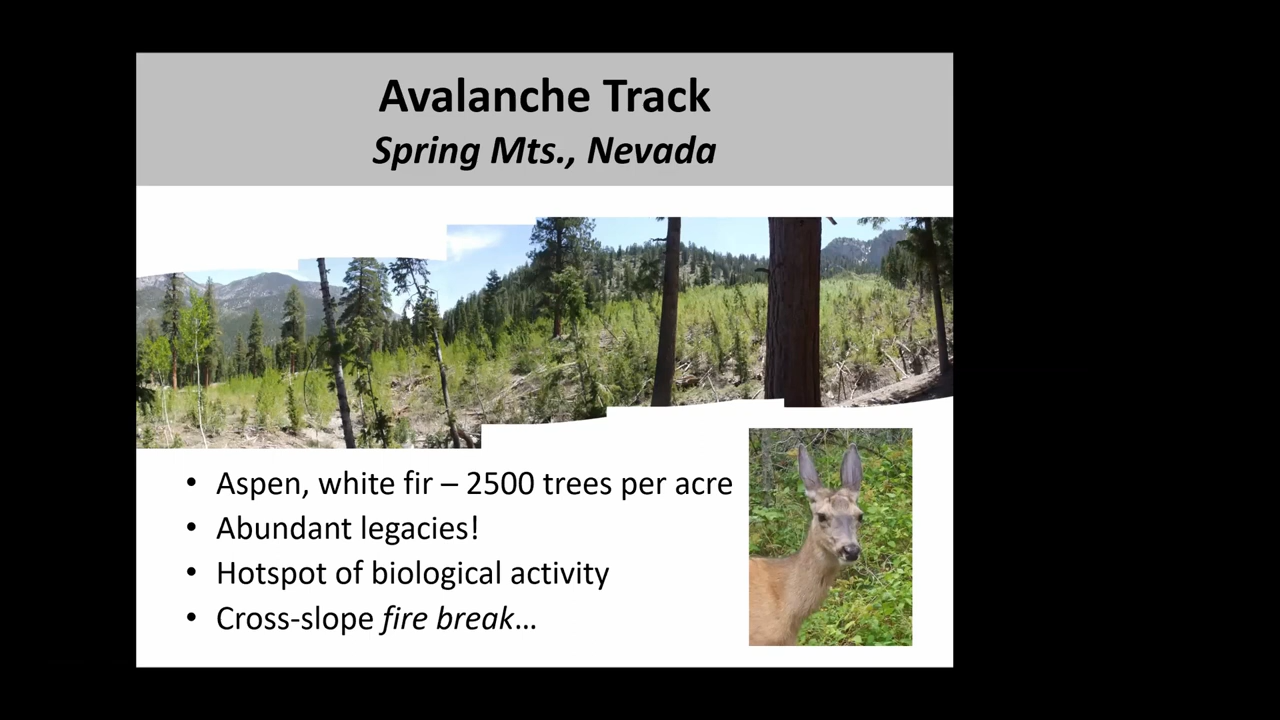 Avalanche Track
Spring Mts., Nevada
• Aspen, white fir – 2500 trees per acre
• Abundant legacies!
• Hotspot of biological activity
• Cross-slope fire break…